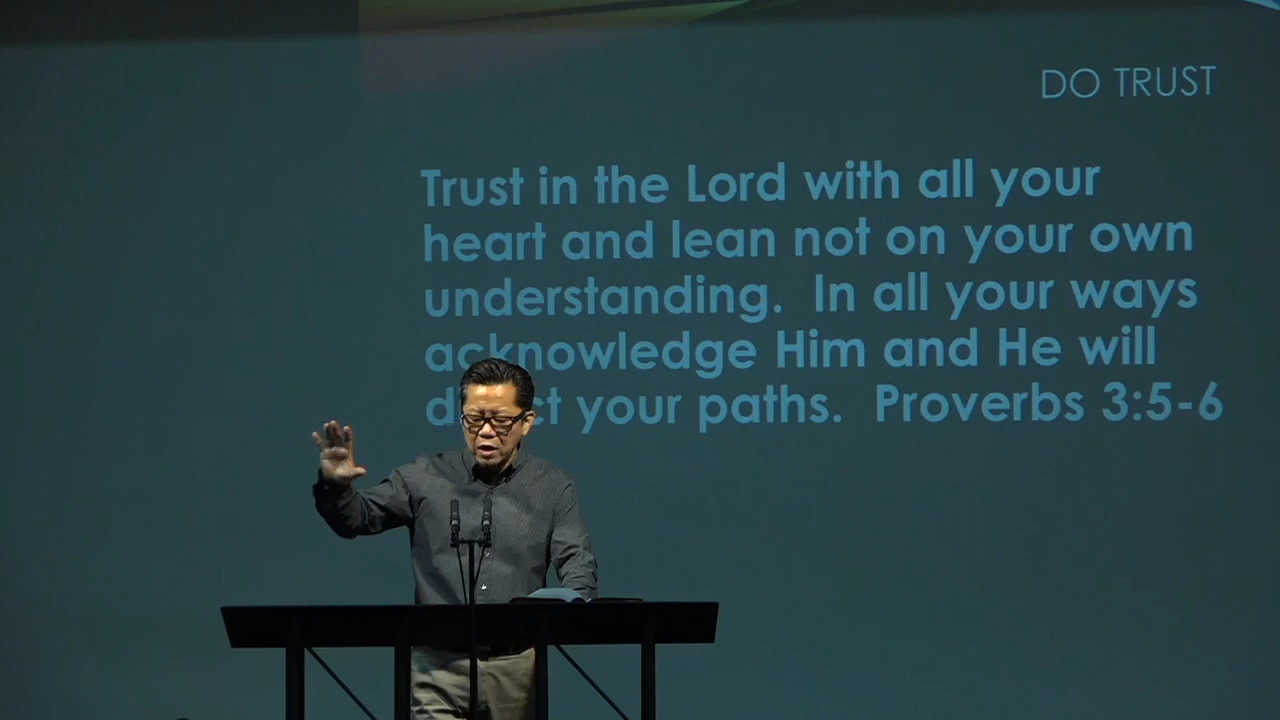 DO TRUST
Trust in the Lord with all your
heart and lean not on your own
understanding. In all your ways
acknowledge Him and He will
your paths. Proverbs 3:5-6